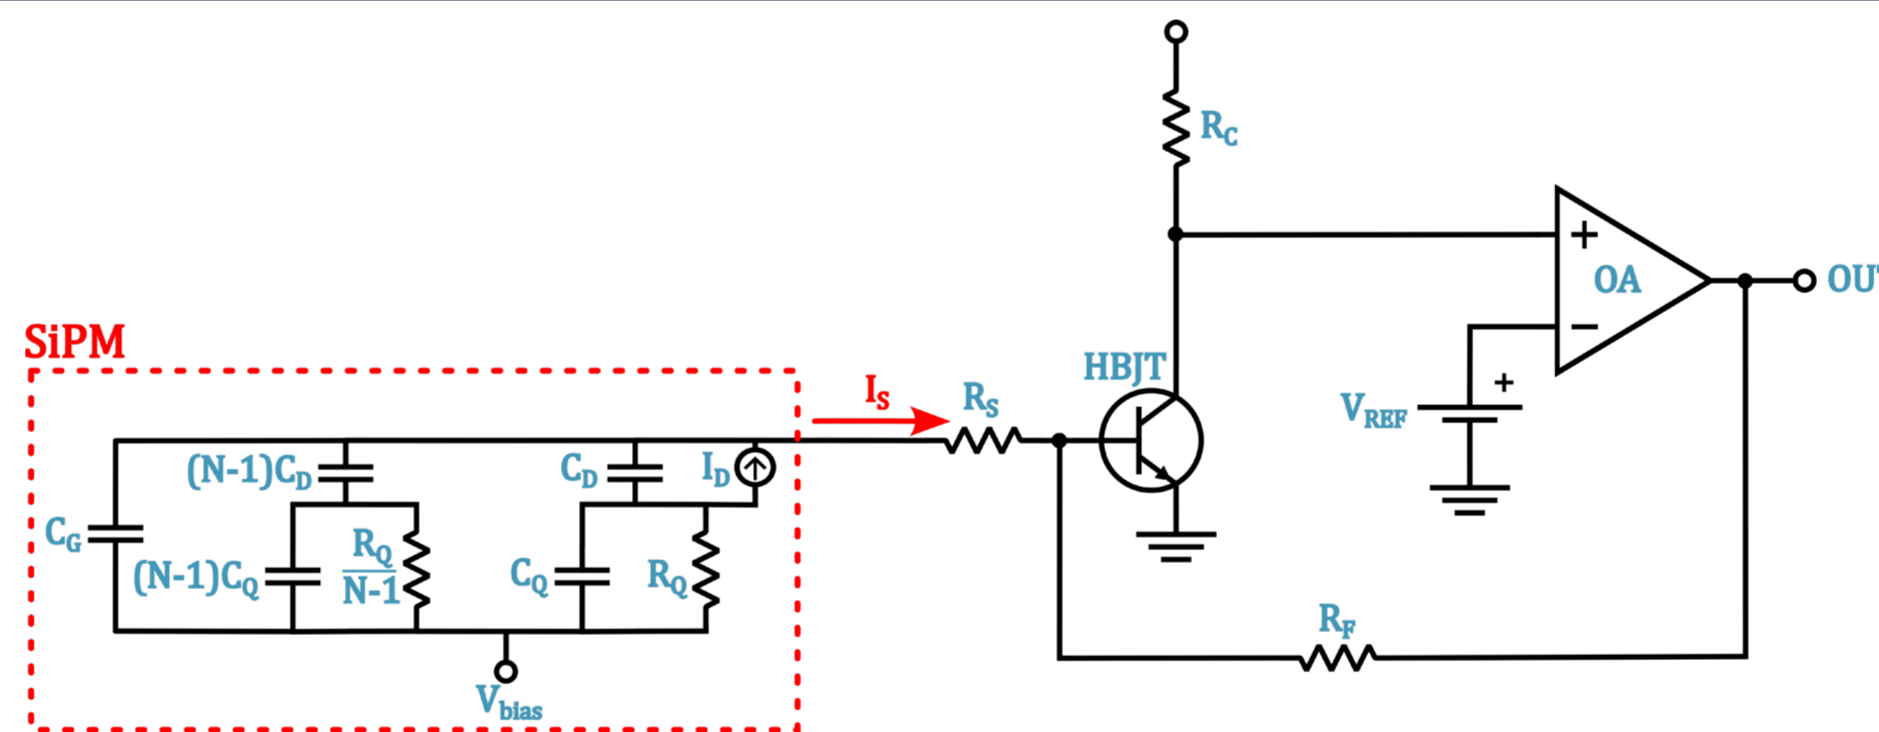 R_C
+
OA
OU
−
SiPM
HBJT
I_S
R_S
+
V_REF
(N-1)C_D
C_D
I_D
C_G
R_Q
N-1
(N-1)C_Q
C_Q
R_Q
R_F
V_bias